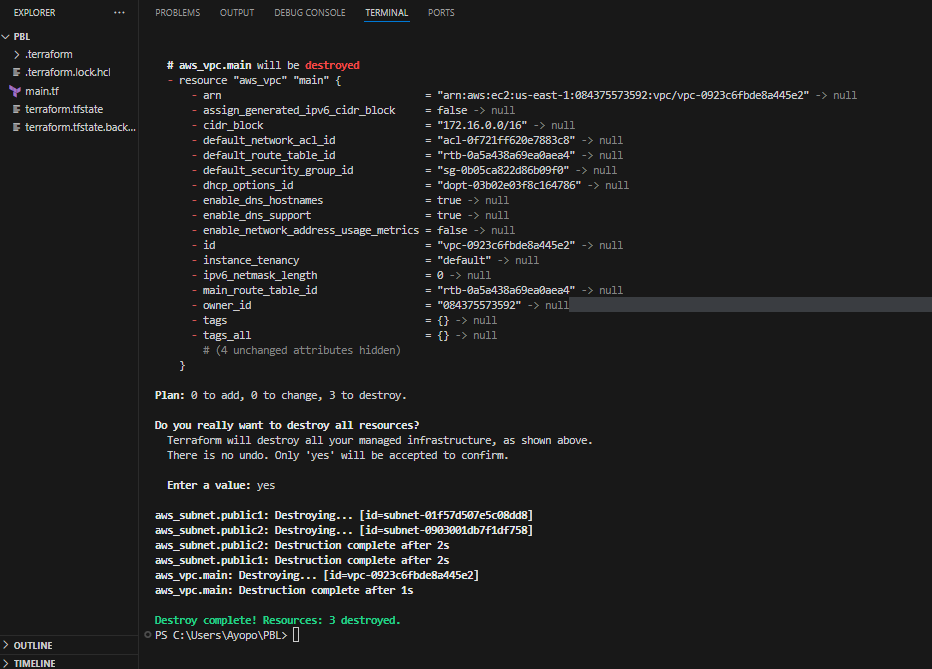 EXPLORER ···
PBL
.terraform
.terraform.lock.hcl
main.tf
terraform.tfstate
terraform.tfstate.back...
OUTLINE
TIMELINE
PROBLEMS OUTPUT DEBUG CONSOLE TERMINAL PORTS
# aws_vpc.main will be destroyed
- resource "aws_vpc" "main" {
- arn = "arn:aws:ec2:us-east-1:084375573592:vpc/vpc-0923c6fbde8a445e2" -> null
- assign_generated_ipv6_cidr_block = false -> null
- cidr_block = "172.16.0.0/16" -> null
- default_network_acl_id = "acl-0f721ff620e7883c8" -> null
- default_route_table_id = "rtb-0a5a438a69ea0aea4" -> null
- default_security_group_id = "sg-0b05ca822d86b09f0" -> null
- dhcp_options_id = "dopt-03b02e03f8c164786" -> null
- enable_dns_hostnames = true -> null
- enable_dns_support = true -> null
- enable_network_address_usage_metrics = false -> null
- id = "vpc-0923c6fbde8a445e2" -> null
- instance_tenancy = "default" -> null
- ipv6_netmask_length = 0 -> null
- main_route_table_id = "rtb-0a5a438a69ea0aea4" -> null
- owner_id = "084375573592" -> null
- tags = {} -> null
- tags_all = {} -> null
# (4 unchanged attributes hidden)
}
Plan: 0 to add, 0 to change, 3 to destroy.
Do you really want to destroy all resources?
Terraform will destroy all your managed infrastructure, as shown above.
There is no undo. Only 'yes' will be accepted to confirm.
Enter a value: yes
aws_subnet.public1: Destroying... [id=subnet-01f57d507e5c08dd8]
aws_subnet.public2: Destroying... [id=subnet-0903001db7f1df758]
aws_subnet.public2: Destruction complete after 2s
aws_subnet.public1: Destruction complete after 2s
aws_vpc.main: Destroying... [id=vpc-0923c6fbde8a445e2]
aws_vpc.main: Destruction complete after 1s
Destroy complete! Resources: 3 destroyed.
PS C:\Users\Ayopo\PBL>